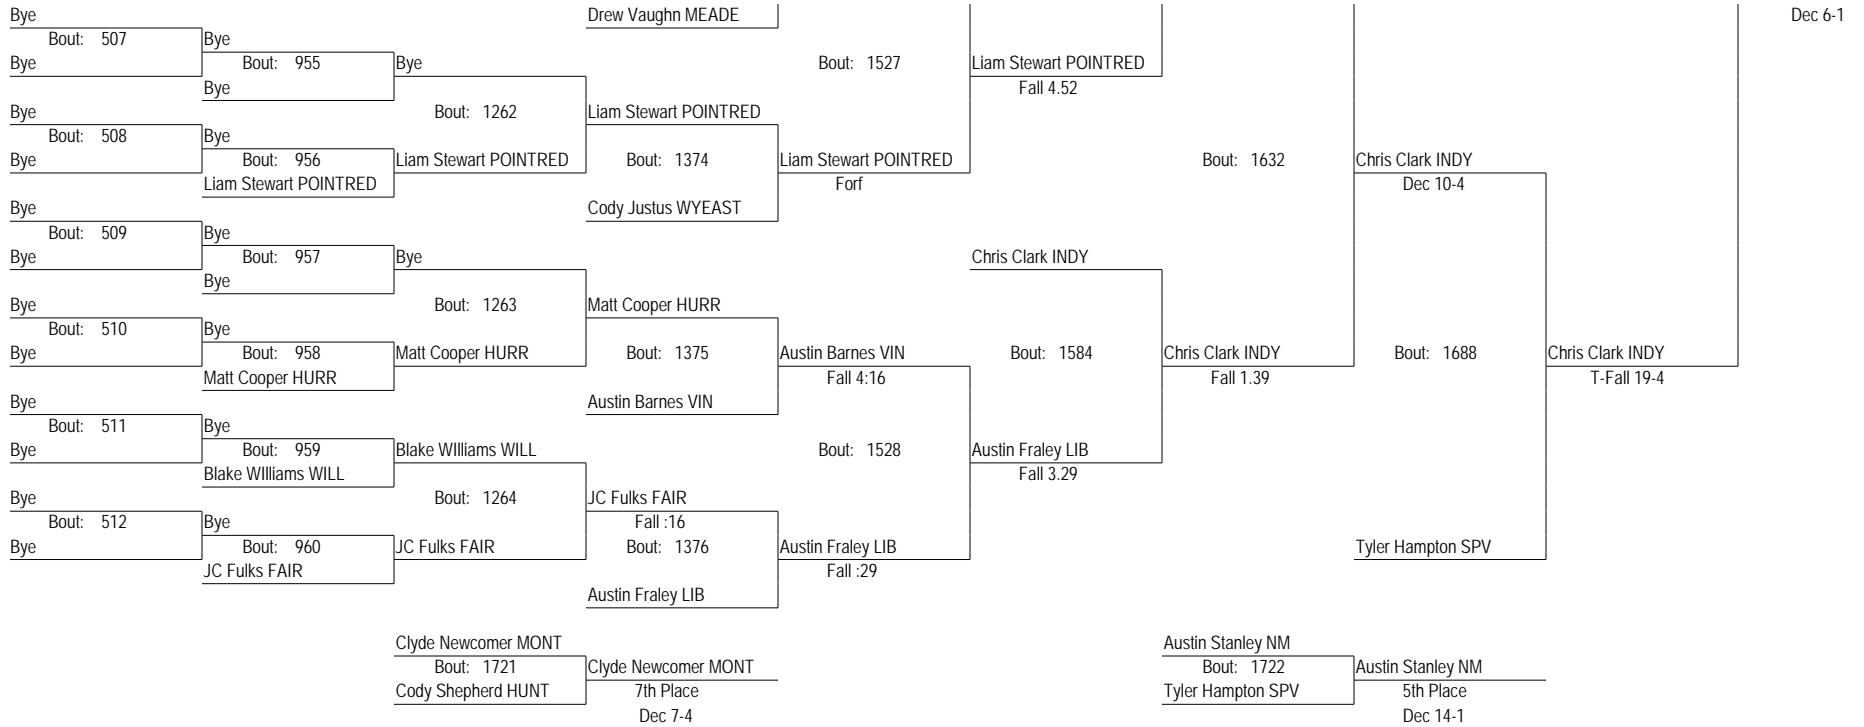 Bye
Drew Vaughn MEADE
Dec 6-1
Bout: 507
Bye
Bye
Bout: 955
Bye
Bout: 1527
Liam Stewart POINTRED
Bye
Fall 4.52
Bye
Bout: 1262
Liam Stewart POINTRED
Bout: 508
Bye
Bye
Bout: 956
Liam Stewart POINTRED
Bout: 1374
Liam Stewart POINTRED
Bout: 1632
Chris Clark INDY
Liam Stewart POINTRED
Forf
Dec 10-4
Bye
Cody Justus WYEAST
Bout: 509
Bye
Bye
Bout: 957
Bye
Chris Clark INDY
Bye
Bye
Bout: 1263
Matt Cooper HURR
Bout: 510
Bye
Bye
Bout: 958
Matt Cooper HURR
Bout: 1375
Austin Barnes VIN
Bout: 1584
Chris Clark INDY
Bout: 1688
Chris Clark INDY
Matt Cooper HURR
Fall 4:16
Fall 1.39
T-Fall 19-4
Bye
Austin Barnes VIN
Bout: 511
Bye
Bye
Bout: 959
Blake WIlliams WILL
Bout: 1528
Austin Fraley LIB
Blake WIlliams WILL
Fall 3.29
Bye
Bout: 1264
JC Fulks FAIR
Bout: 512
Bye
Fall :16
Bye
Bout: 960
JC Fulks FAIR
Bout: 1376
Austin Fraley LIB
Tyler Hampton SPV
JC Fulks FAIR
Fall :29
Austin Fraley LIB
Clyde Newcomer MONT
Austin Stanley NM
Bout: 1721
Clyde Newcomer MONT
Bout: 1722
Austin Stanley NM
Cody Shepherd HUNT
7th Place
Tyler Hampton SPV
5th Place
Dec 7-4
Dec 14-1